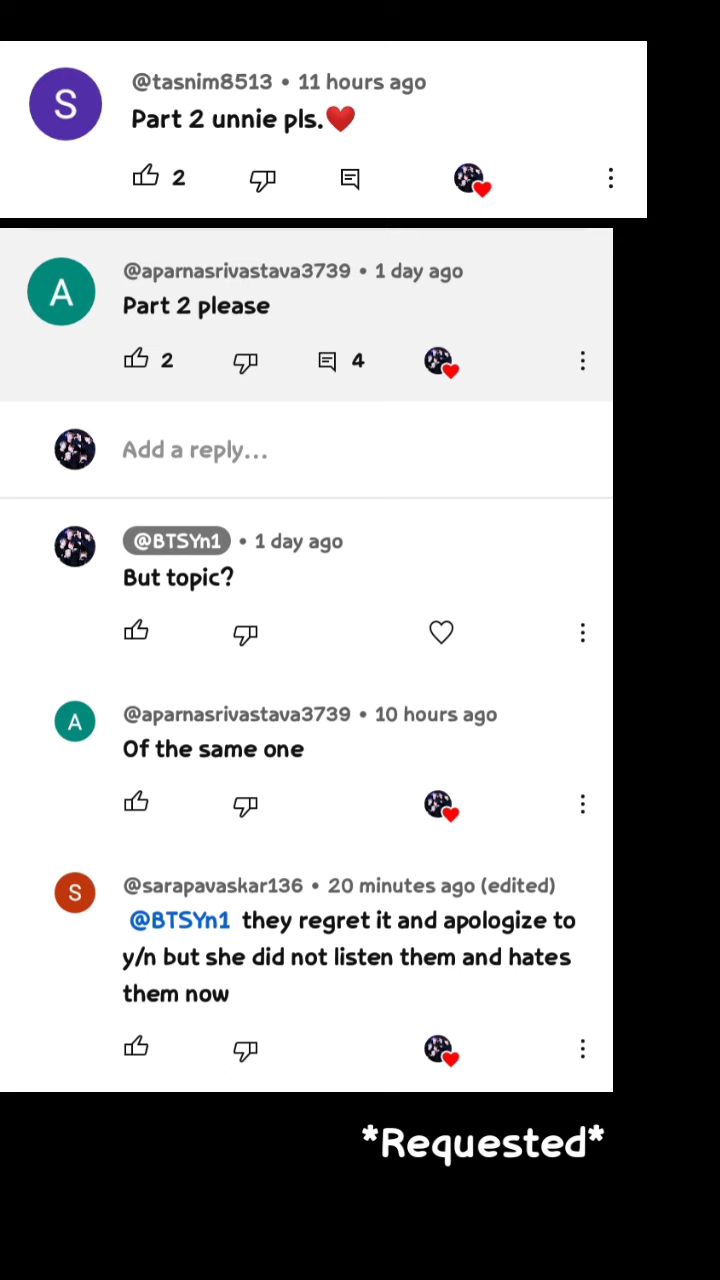 S
@tasnim8513 • 11 hours ago
Part 2 unnie pls.❤️
2
A
@aparnasrivastava3739 • 1 day ago
Part 2 please
2
4
Add a reply...
@BTSYn1 • 1 day ago
But topic?
A
@aparnasrivastava3739 • 10 hours ago
Of the same one
S
@sarapavaskar136 • 20 minutes ago (edited)
@BTSYn1 they regret it and apologize to
y/n but she did not listen them and hates
them now
*Requested*